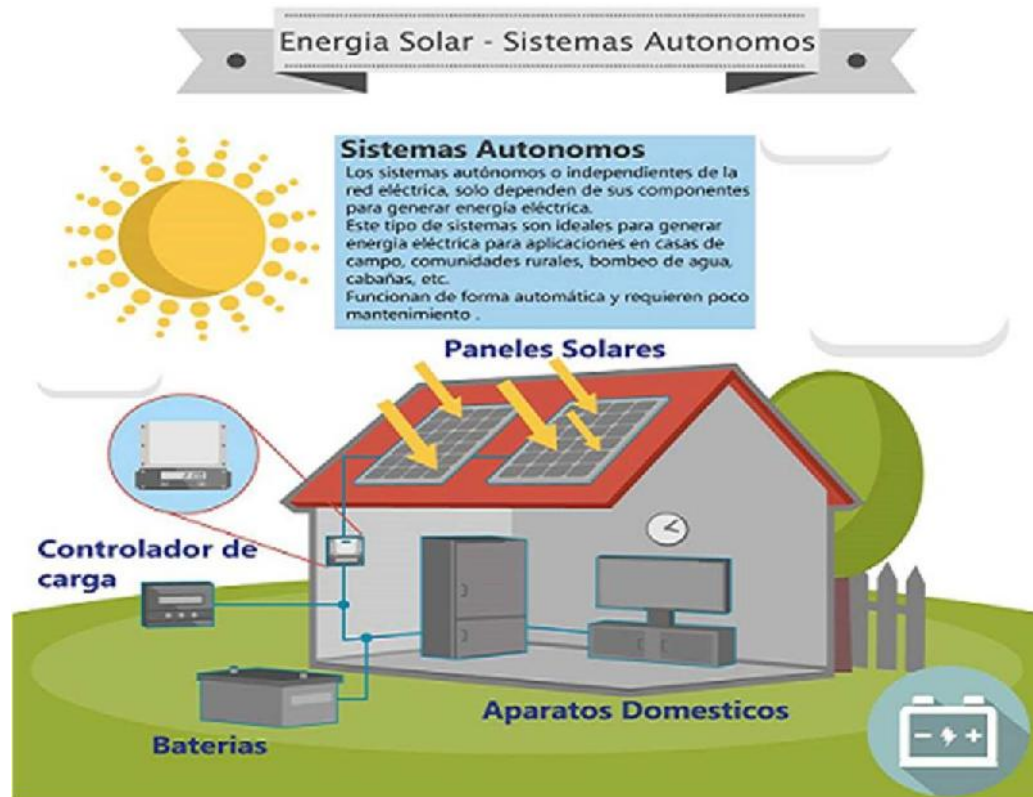 Energia Solar - Sistemas Autonomos
Sistemas Autonomos
Los sistemas autónomos o independientes de la
red eléctrica, solo dependen de sus componentes
para generar energía eléctrica.
Este tipo de sistemas son ideales para generar
energia eléctrica para aplicaciones en casas de
campo, comunidades rurales, bombeo de agua,
cabañas, etc.
Funcionan de forma automática y requieren poco
mantenimiento .
Paneles Solares
Controlador de
carga
Aparatos Domesticos
Baterias